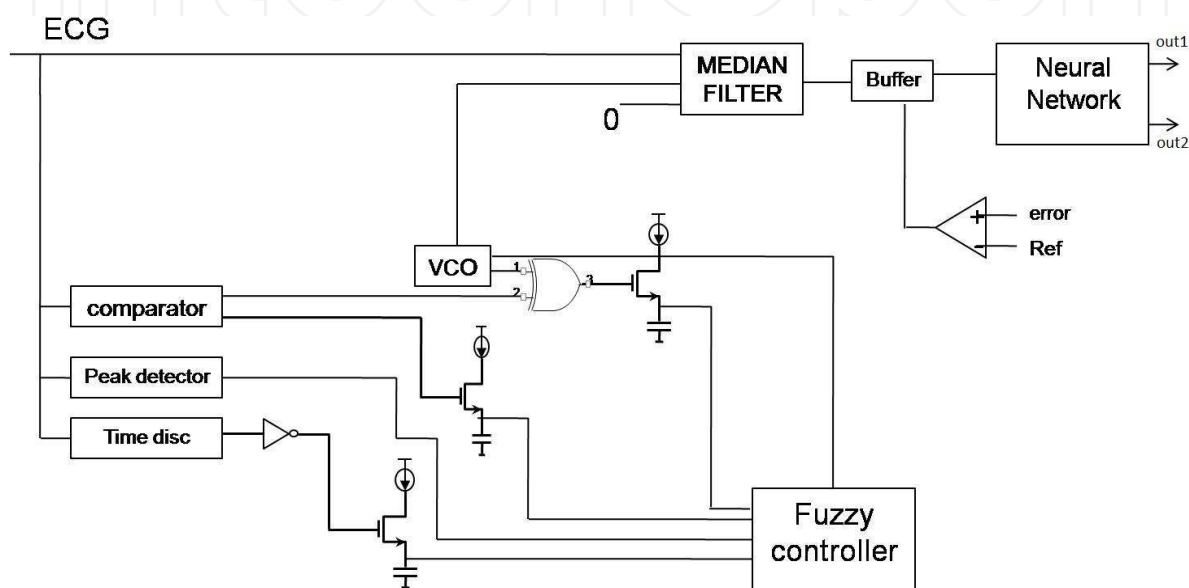 ECG
MEDIAN
FILTER
0
Buffer
Neural
Network
out1
out2
error
Ref
+
-
VCO
1
2
3
comparator
Peak detector
Time disc
Fuzzy
controller